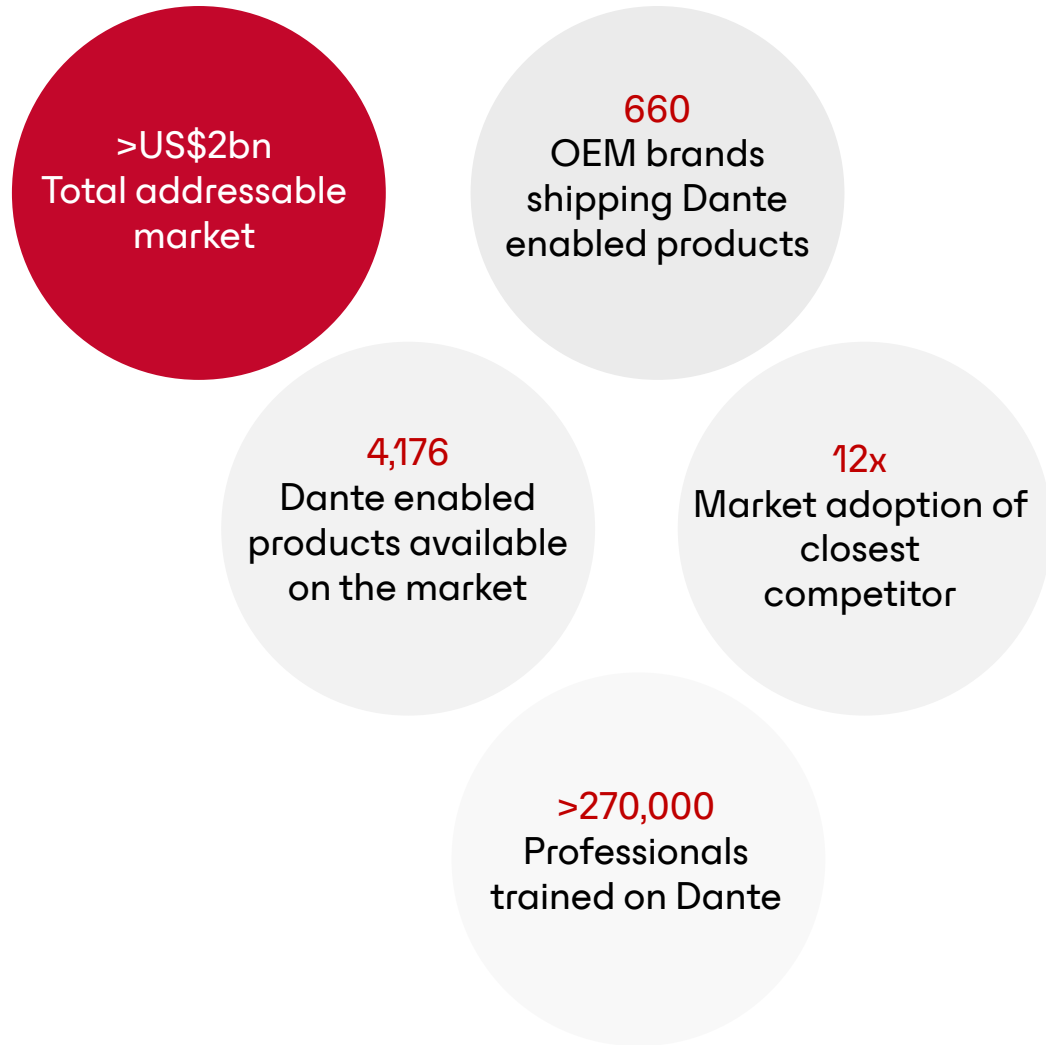 >US$2bn
Total addressable
market
660
OEM brands
shipping Dante
enabled products
4,176
Dante enabled
products available
on the market
12x
Market adoption of
closest
competitor
>270,000
Professionals
trained on Dante